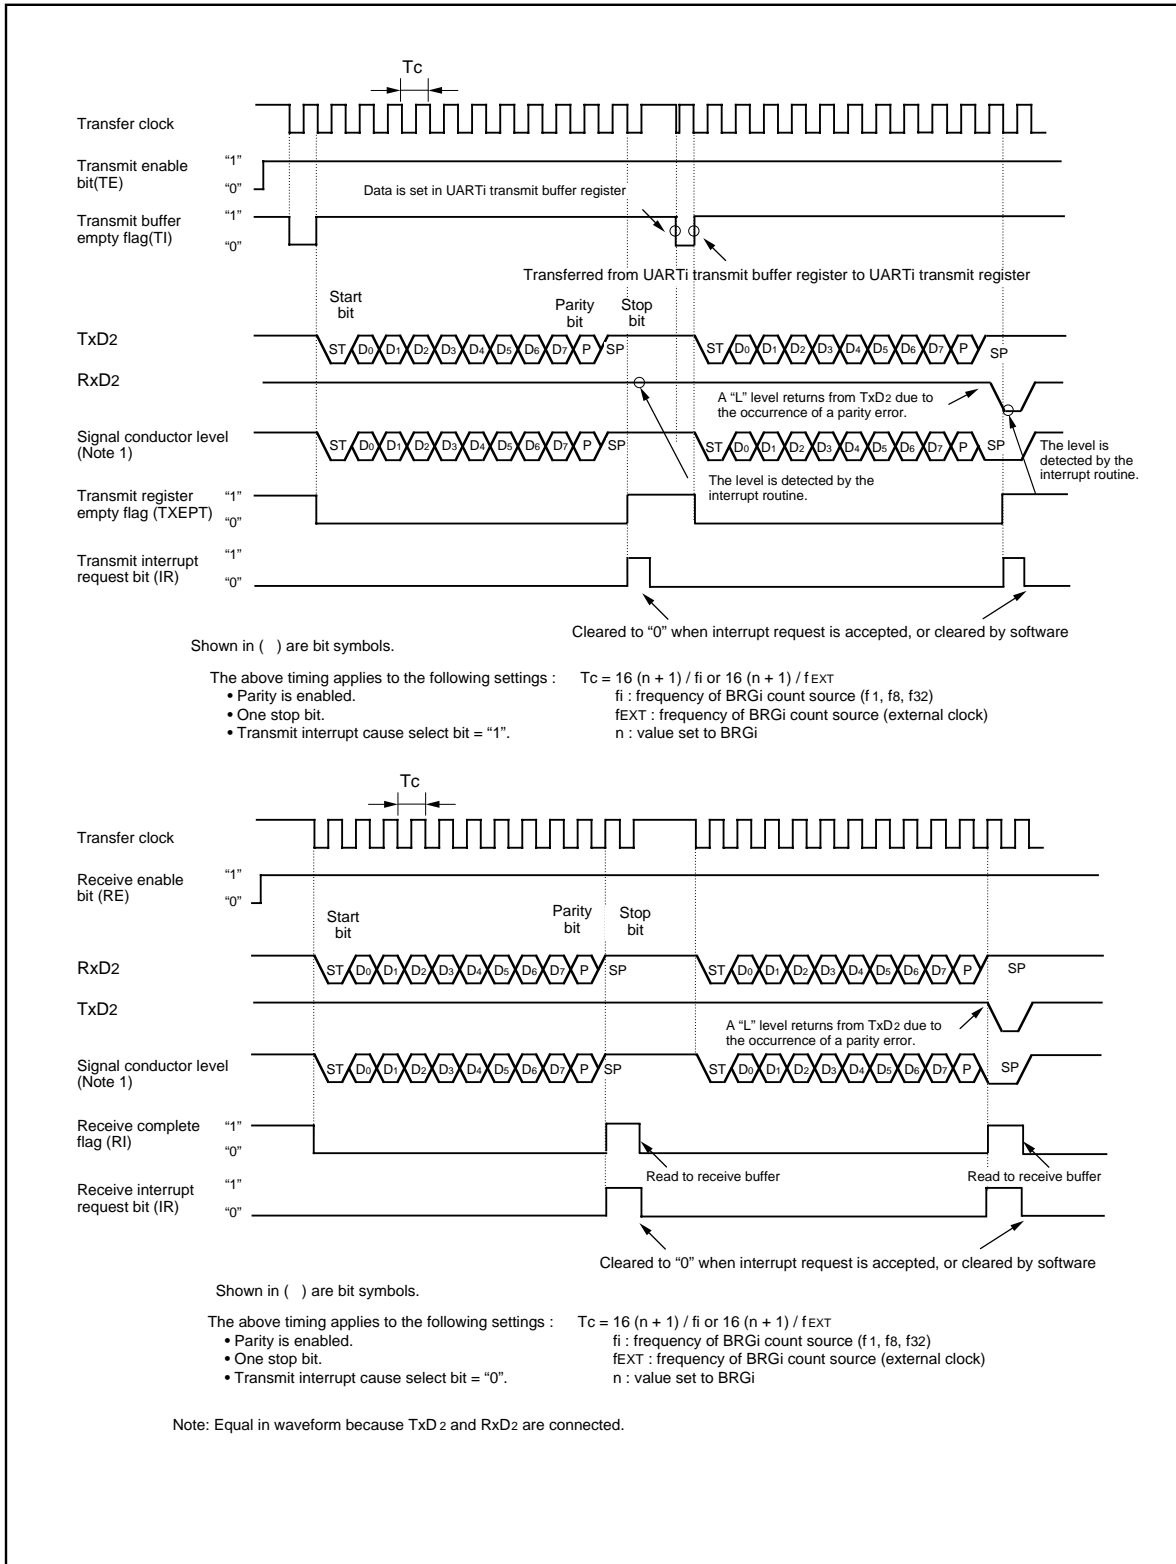 Tc
Transfer clock
Transmit enable
bit(TE)
“1”
“0”
Data is set in UARTi transmit buffer register
Transmit buffer
empty flag(TI)
“1”
“0”
Transferred from UARTi transmit buffer register to UARTi transmit register
Start
bit
Parity
bit
Stop
bit
TxD2
ST D0 D1 D2 D3 D4 D5 D6 D7 P SP
ST D0 D1 D2 D3 D4 D5 D6 D7 P SP
RxD2
A “L” level returns from TxD2 due to
the occurrence of a parity error.
Signal conductor level
(Note 1)
ST D0 D1 D2 D3 D4 D5 D6 D7 P SP
ST D0 D1 D2 D3 D4 D5 D6 D7 P SP
The level is
detected by the
interrupt routine.
The level is detected by the
interrupt routine.
Transmit register
empty flag (TXEPT)
“1”
“0”
Transmit interrupt
request bit (IR)
“1”
“0”
Cleared to “0” when interrupt request is accepted, or cleared by software
Shown in ( ) are bit symbols.
The above timing applies to the following settings :
• Parity is enabled.
• One stop bit.
• Transmit interrupt cause select bit = “1”.
Tc = 16 (n + 1) / fi or 16 (n + 1) / fEXT
fi : frequency of BRGi count source (f1, f8, f32)
fEXT : frequency of BRGi count source (external clock)
n : value set to BRGi
Tc
Transfer clock
Receive enable
bit (RE)
“1”
“0”
Start
bit
Parity
bit
Stop
bit
RxD2
ST D0 D1 D2 D3 D4 D5 D6 D7 P SP
ST D0 D1 D2 D3 D4 D5 D6 D7 P SP
TxD2
A “L” level returns from TxD2 due to
the occurrence of a parity error.
Signal conductor level
(Note 1)
ST D0 D1 D2 D3 D4 D5 D6 D7 P SP
ST D0 D1 D2 D3 D4 D5 D6 D7 P SP
Receive complete
flag (RI)
“1”
“0”
Read to receive buffer
Read to receive buffer
Receive interrupt
request bit (IR)
“1”
“0”
Cleared to “0” when interrupt request is accepted, or cleared by software
Shown in ( ) are bit symbols.
The above timing applies to the following settings :
• Parity is enabled.
• One stop bit.
• Transmit interrupt cause select bit = “0”.
Tc = 16 (n + 1) / fi or 16 (n + 1) / fEXT
fi : frequency of BRGi count source (f1, f8, f32)
fEXT : frequency of BRGi count source (external clock)
n : value set to BRGi
Note: Equal in waveform because TxD2 and RxD2 are connected.